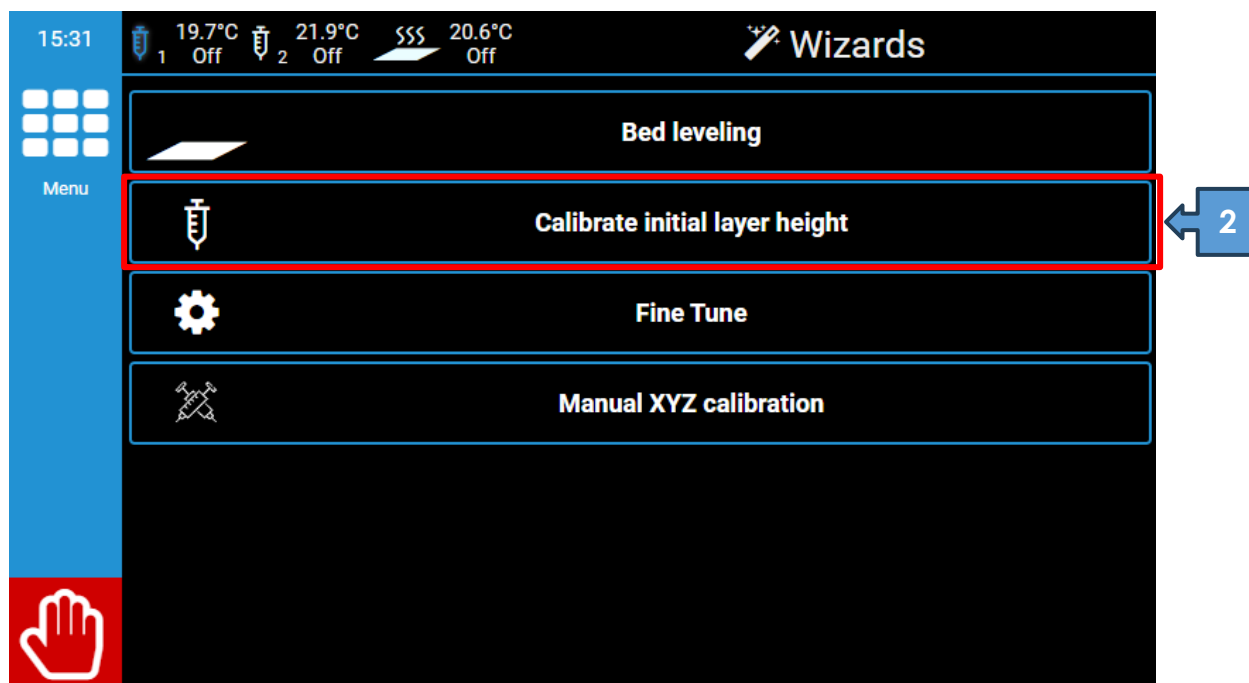 15:31
1 19.7°C Off
2 21.9°C Off
20.6°C Off
Wizards
Menu
Bed leveling
Calibrate initial layer height
2
Fine Tune
Manual XYZ calibration